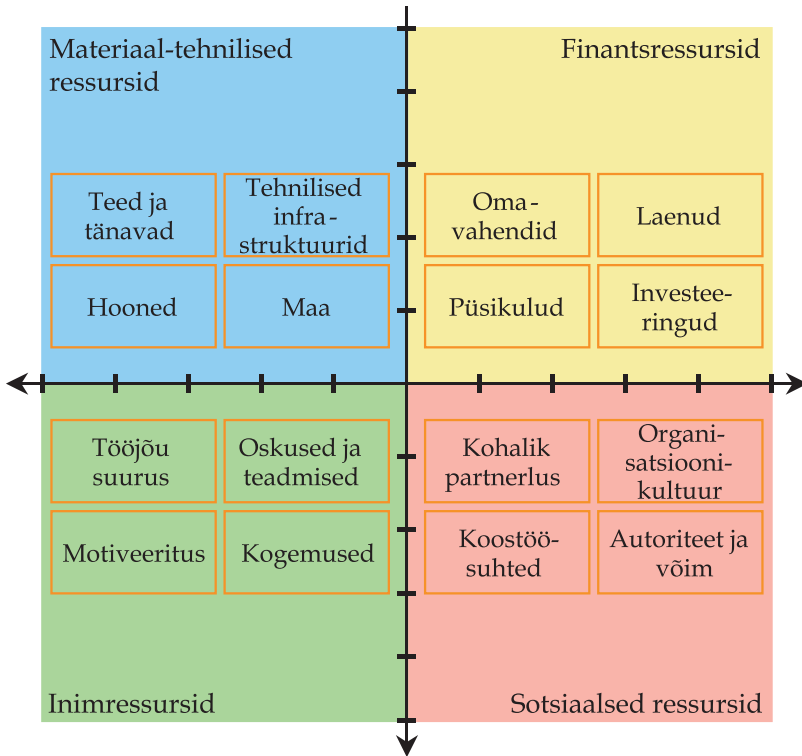 Materiaal-tehnilised
ressursid
Finantsressursid
Teed ja
tänavad
Tehnilised
infra-
struktuurid
Oma-
vahendid
Laenud
Hooned
Maa
Püsikulud
Investee-
ringud
Tööjõu
suurus
Oskused ja
teadmised
Kohalik
partnerlus
Organi-
satsiooni-
kultuur
Motiveeritus
Kogemused
Koostöö-
suhted
Autoriteet ja
võim
Inimressursid
Sotsiaalsed ressursid